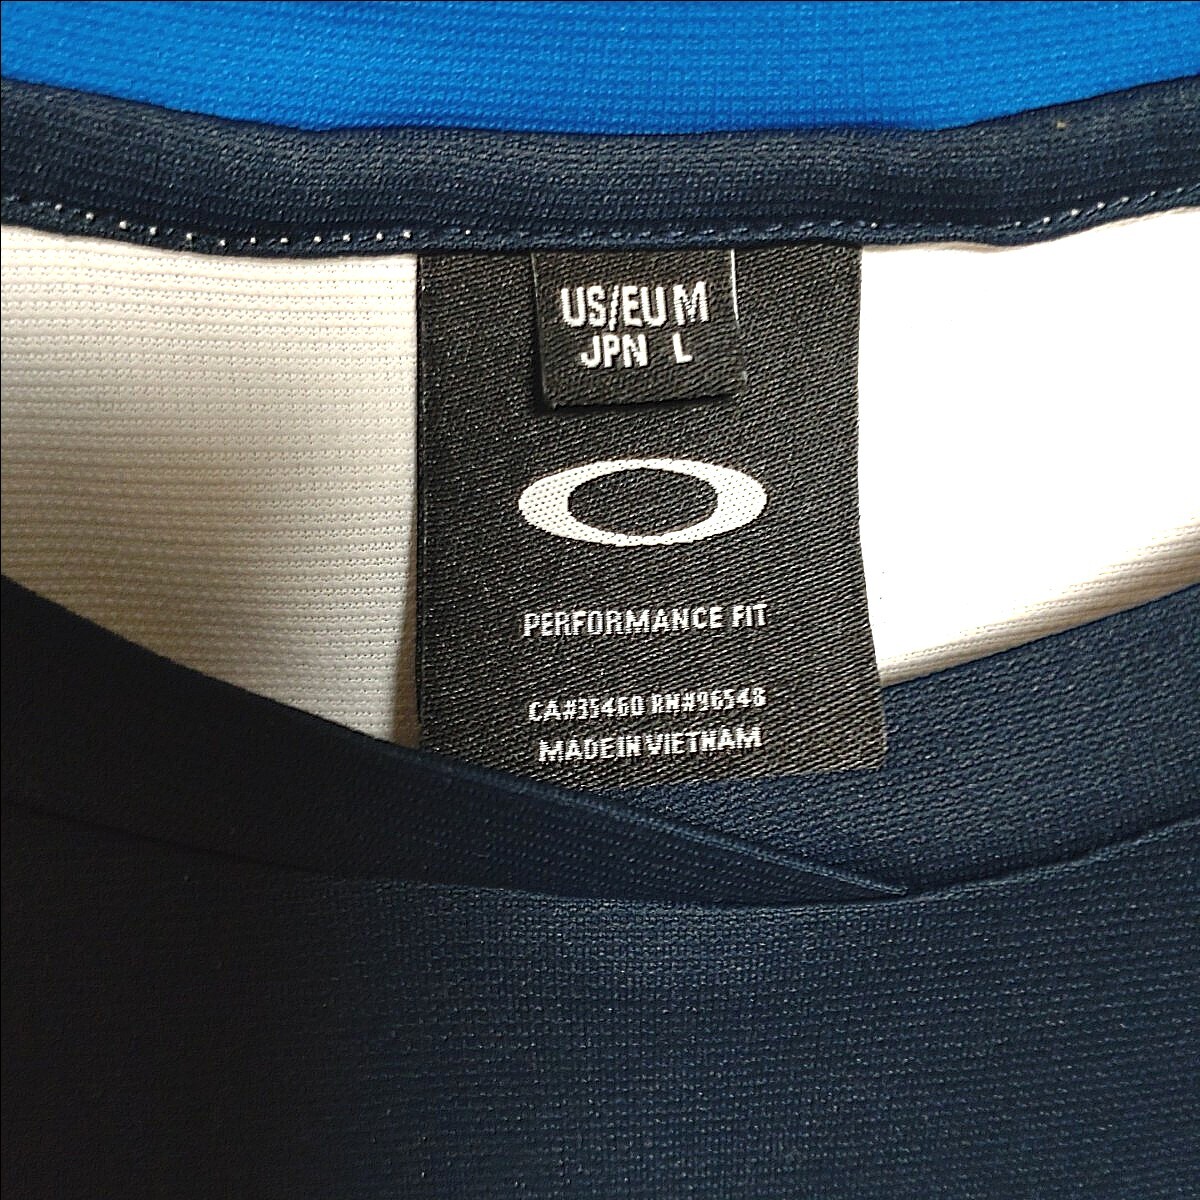 US/EU M
JPN L
PERFORMANCE FIT
CA#35460 RN#96548
MADE IN VIETNAM